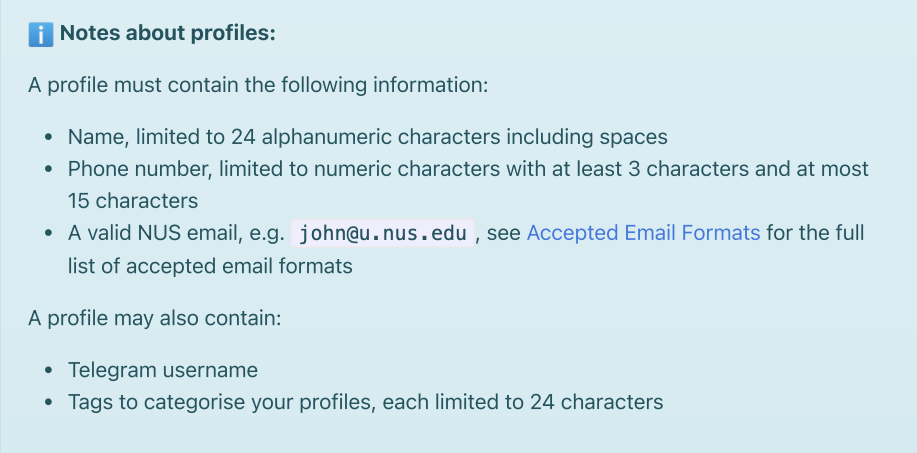 ℹ️ Notes about profiles:
A profile must contain the following information:
• Name, limited to 24 alphanumeric characters including spaces
• Phone number, limited to numeric characters with at least 3 characters and at most
15 characters
• A valid NUS email, e.g. john@u.nus.edu , see Accepted Email Formats for the full
list of accepted email formats
A profile may also contain:
• Telegram username
• Tags to categorise your profiles, each limited to 24 characters